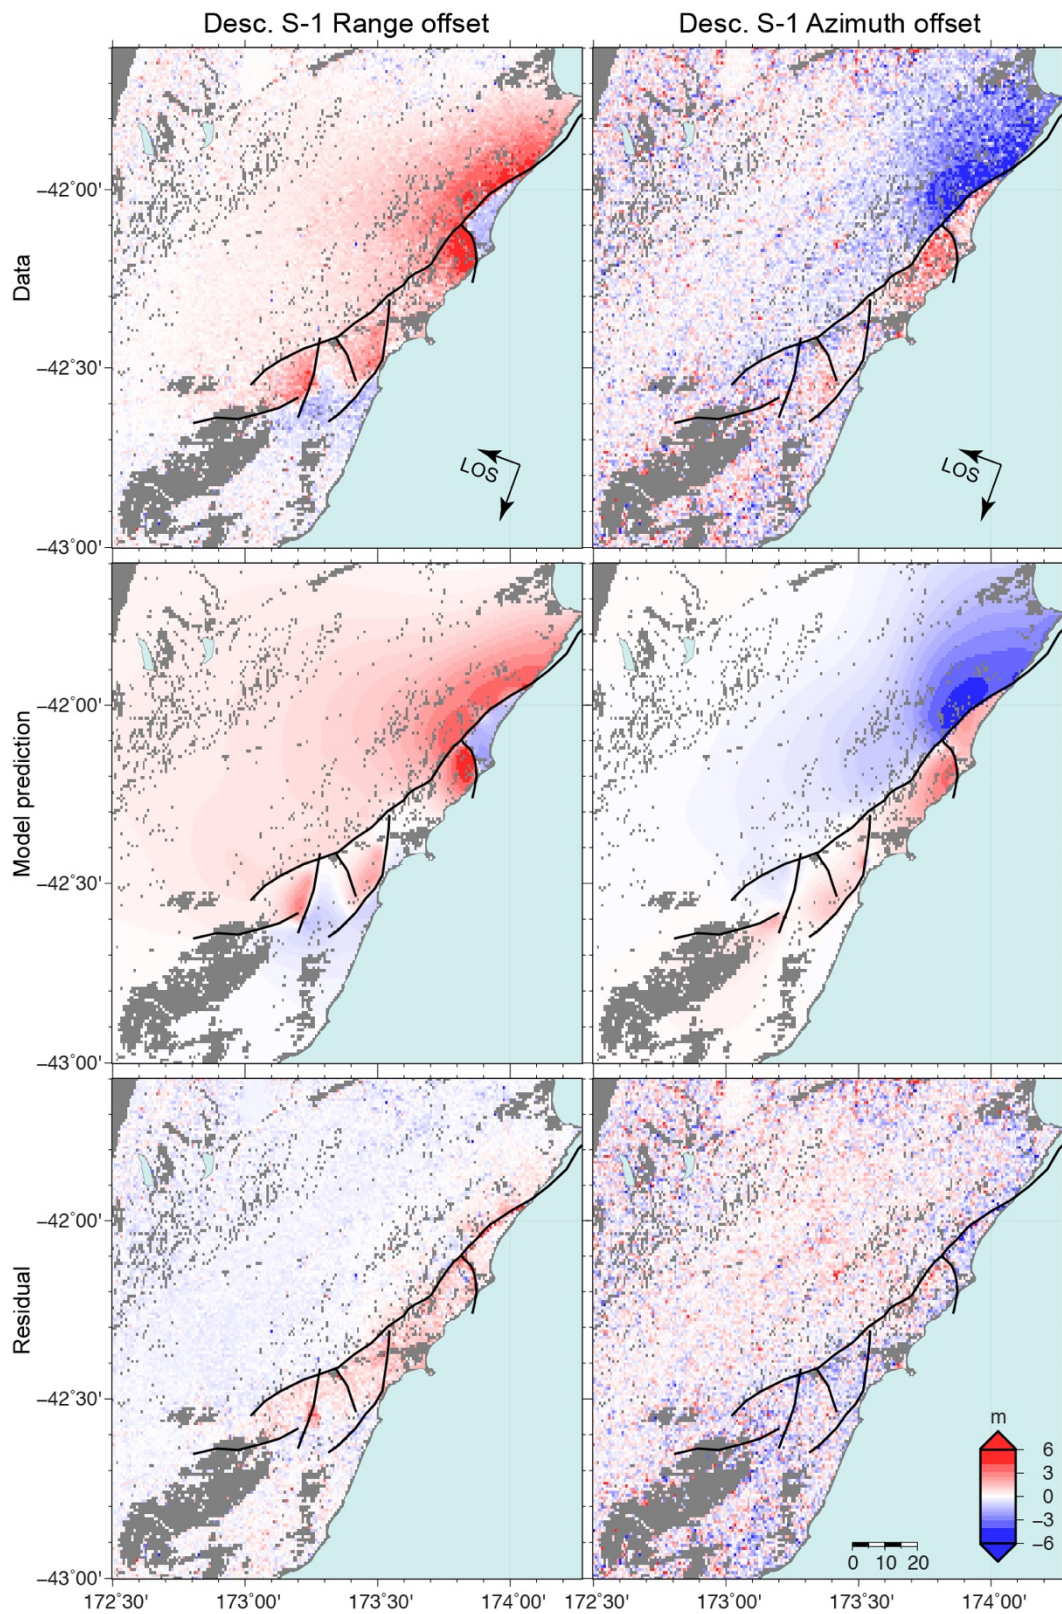 Desc. S-1 Range offset
Desc. S-1 Azimuth offset
Data
−42°00'
−42°30'
−43°00'
LOS
LOS
Model prediction
−42°00'
−42°30'
−43°00'
Residual
−42°00'
−42°30'
−43°00'
m
6
3
0
−3
−6
0 10 20
172°30' 173°00' 173°30' 174°00' 172°30' 173°00' 173°30' 174°00'